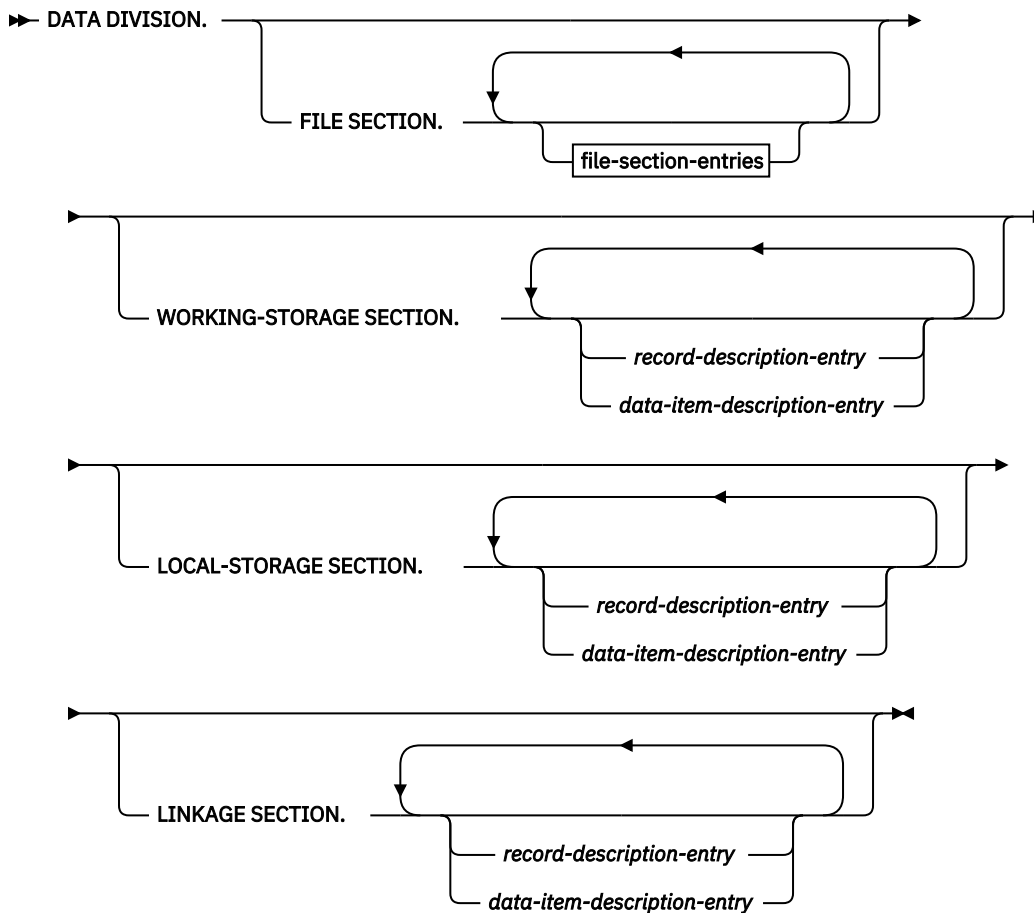 DATA DIVISION.
FILE SECTION.
file-section-entries
WORKING-STORAGE SECTION.
record-description-entry
data-item-description-entry
LOCAL-STORAGE SECTION.
record-description-entry
data-item-description-entry
LINKAGE SECTION.
record-description-entry
data-item-description-entry